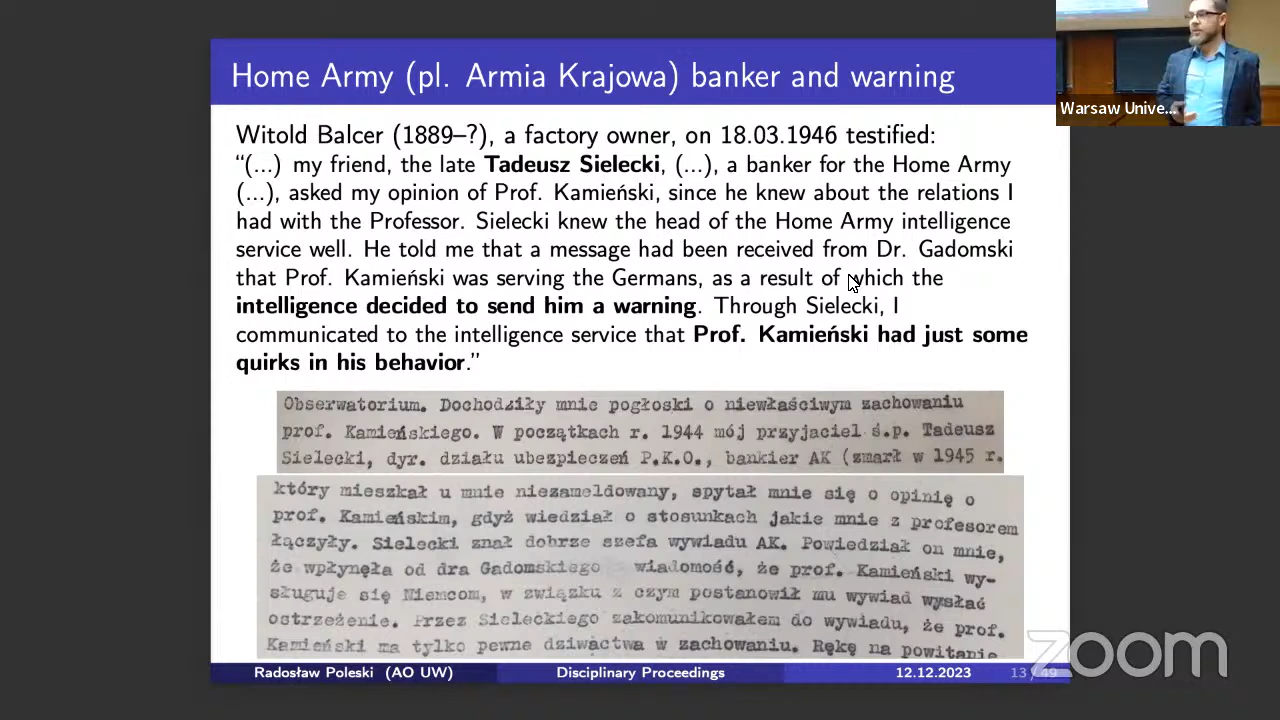 Home Army (pl. Armia Krajowa) banker and warning
Warsaw Unive...
Witold Balcer (1889–?), a factory owner, on 18.03.1946 testified:
“(...) my friend, the late Tadeusz Sielecki, (...), a banker for the Home Army
(...), asked my opinion of Prof. Kamieński, since he knew about the relations I
had with the Professor. Sielecki knew the head of the Home Army intelligence
service well. He told me that a message had been received from Dr. Gadomski
that Prof. Kamieński was serving the Germans, as a result of which the
intelligence decided to send him a warning. Through Sielecki, I
communicated to the intelligence service that Prof. Kamieński had just some
quirks in his behavior.”
Obserwatorium. Dochodziły mnie pogłoski o niewłaściwym zachowaniu
prof. Kamieńskiego. W początkach r. 1944 mój przyjaciel ś.p. Tadeusz
Sielecki, dyr. działu ubezpieczeń P.K.O., bankier AK (zmarł w 1945 r.
który mieszkał u mnie niezameldowany, spytał mnie się o opinię o
prof. Kamieńskim, gdyż wiedział o stosunkach jakie mnie z profesorem
łączyły. Sielecki znał dobrze szefa wywiadu AK. Powiedział on mnie,
że wpłynęła od dra Gadomskiego wiadomość, że prof. Kamieński wy-
sługuje się Niemcom, w związku z czym postanowił mu wywiad wysłać
ostrzeżenie. Przez Sieleckiego zakomunikowałem do wywiadu, że prof.
Kamieński ma tylko pewne dziwactwa w zachowaniu. Rękę na powitanie
Radosław Poleski (AO UW) Disciplinary Proceedings 12.12.2023 13 / 49
zoom